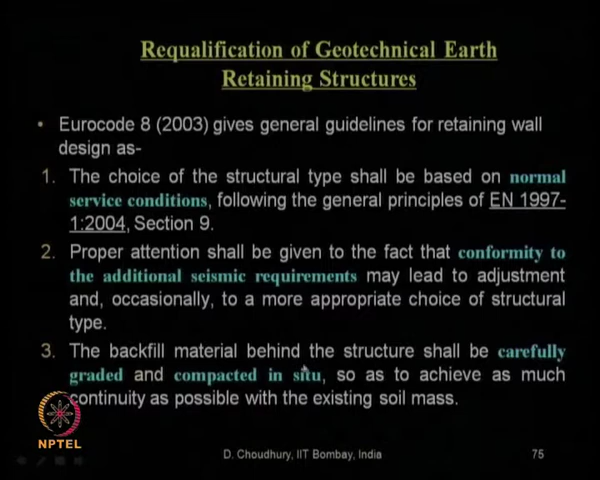 Requalification of Geotechnical Earth
Retaining Structures
• Eurocode 8 (2003) gives general guidelines for retaining wall
design as-
1. The choice of the structural type shall be based on normal
service conditions, following the general principles of EN 1997-
1:2004, Section 9.
2. Proper attention shall be given to the fact that conformity to
the additional seismic requirements may lead to adjustment
and, occasionally, to a more appropriate choice of structural
type.
3. The backfill material behind the structure shall be carefully
graded and compacted in situ, so as to achieve as much
continuity as possible with the existing soil mass.
NPTEL
D. Choudhury, IIT Bombay, India
75